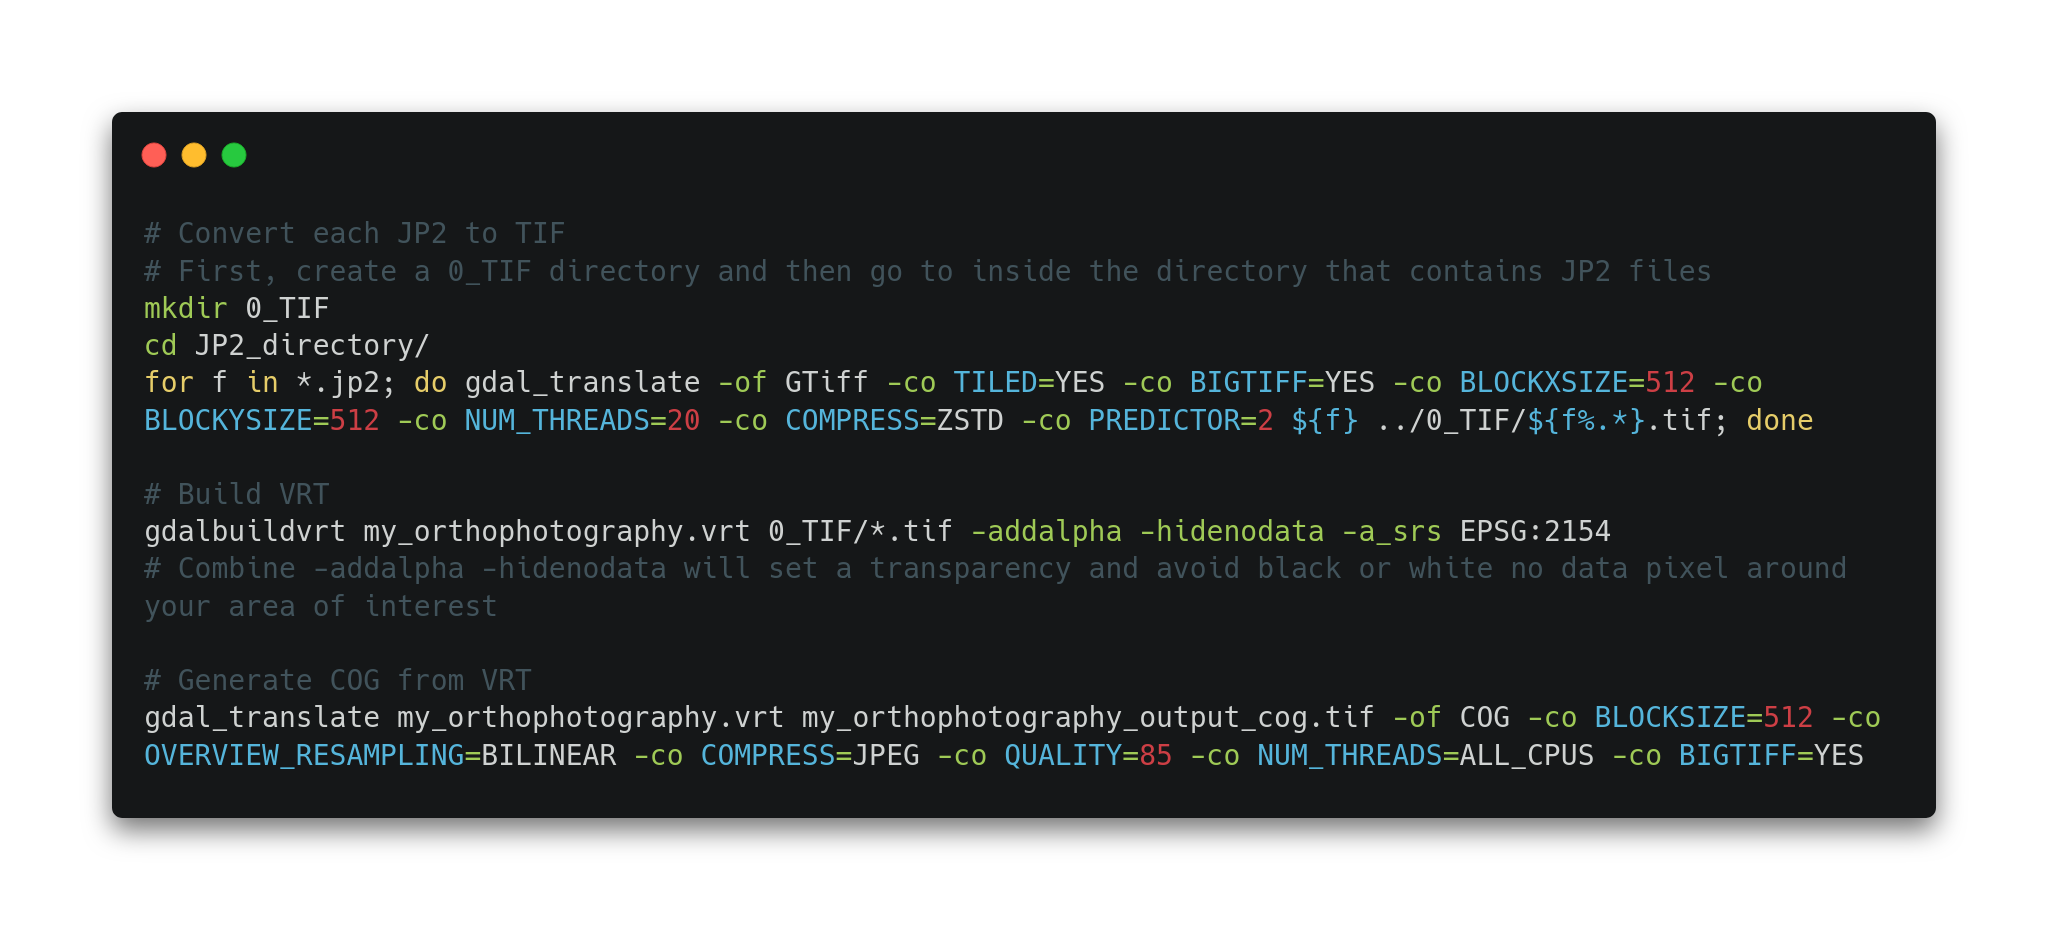 # Convert each JP2 to TIF
# First, create a 0_TIF directory and then go to inside the directory that contains JP2 files
mkdir 0_TIF
cd JP2_directory/
for f in *.jp2; do gdal_translate -of GTiff -co TILED=YES -co BIGTIFF=YES -co BLOCKXSIZE=512 -co
BLOCKYSIZE=512 -co NUM_THREADS=20 -co COMPRESS=ZSTD -co PREDICTOR=2 ${f} ../0_TIF/${f%.*}.tif; done
# Build VRT
gdalbuildvrt my_orthophotography.vrt 0_TIF/*.tif -addalpha -hidenodata -a_srs EPSG:2154
# Combine -addalpha -hidenodata will set a transparency and avoid black or white no data pixel around
your area of interest
# Generate COG from VRT
gdal_translate my_orthophotography.vrt my_orthophotography_output_cog.tif -of COG -co BLOCKSIZE=512 -co
OVERVIEW_RESAMPLING=BILINEAR -co COMPRESS=JPEG -co QUALITY=85 -co NUM_THREADS=ALL_CPUS -co BIGTIFF=YES